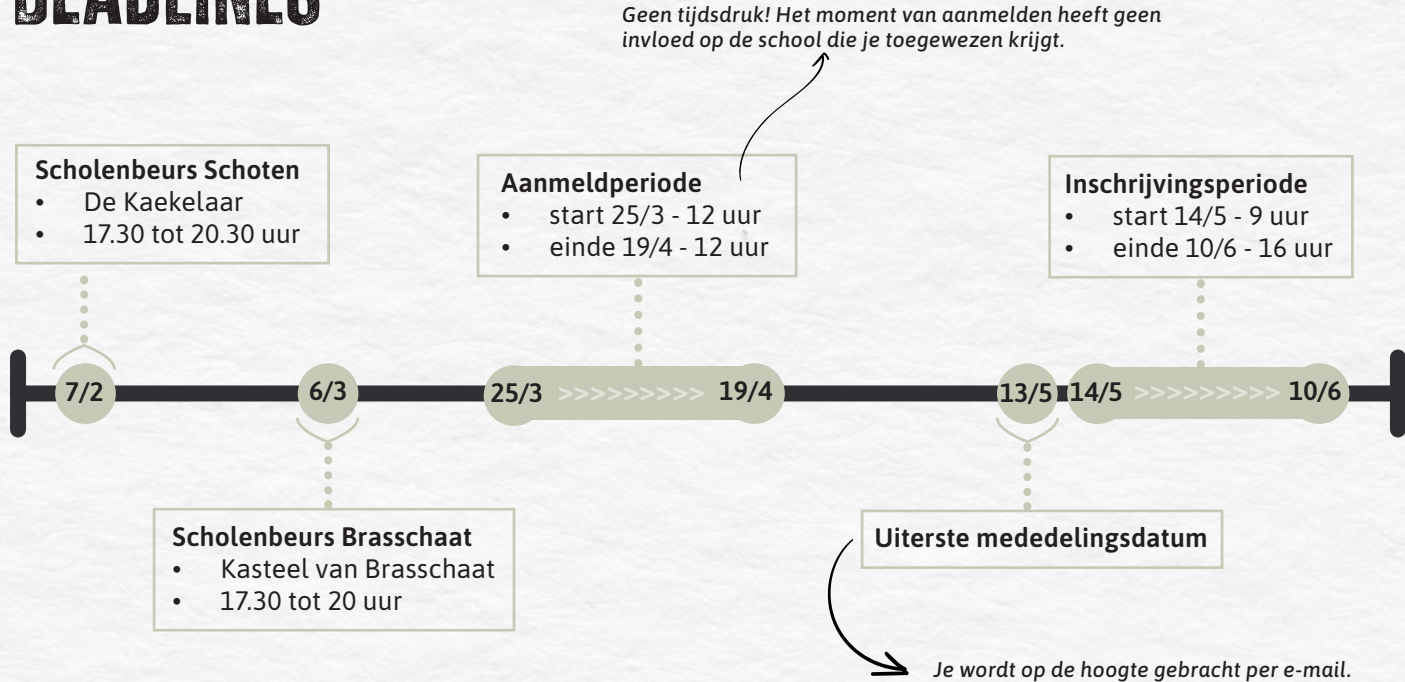 DEADLINES
Geen tijdsdruk! Het moment van aanmelden heeft geen
invloed op de school die je toegewezen krijgt.
Scholenbeurs Schoten
• De Kaekelaar
• 17.30 tot 20.30 uur
Aanmeldperiode
• start 25/3 - 12 uur
• einde 19/4 - 12 uur
Inschrijvingsperiode
• start 14/5 - 9 uur
• einde 10/6 - 16 uur
7/2 6/3 25/3 >>>>>>>>> 19/4 13/5 14/5 >>>>>>>>> 10/6
Scholenbeurs Brasschaat
• Kasteel van Brasschaat
• 17.30 tot 20 uur
Uiterste mededelingsdatum
Je wordt op de hoogte gebracht per e-mail.